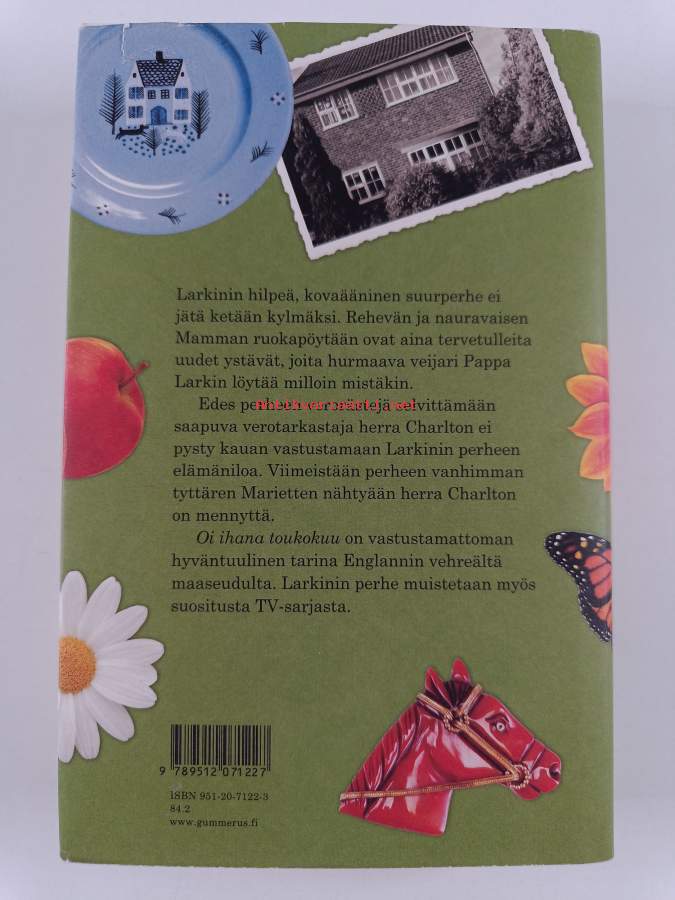 Larkinin hilpeä, kovaääninen suurperhe ei
jätä ketään kylmäksi. Rehevän ja nauravaisen
Mamman ruokapöytään ovat aina tervetulleita
uudet ystävät, joita hurmaava veijari Pappa
Larkin löytää milloin mistäkin.
Edes perheen verorästejä selvittämään
saapuva verotarkastaja herra Charlton ei
pysty kauan vastustamaan Larkinin perheen
elämäniloa. Viimeistään perheen vanhimman
tyttären Marietten nähtyään herra Charlton
on mennyttä.
Oi ihana toukokuu on vastustamattoman
hyväntuulinen tarina Englannin vehreältä
maaseudulta. Larkinin perhe muistetaan myös
suositusta TV-sarjasta.
9 789512 071227
ISBN 951-20-7122-3
84.2
www.gummerus.fi